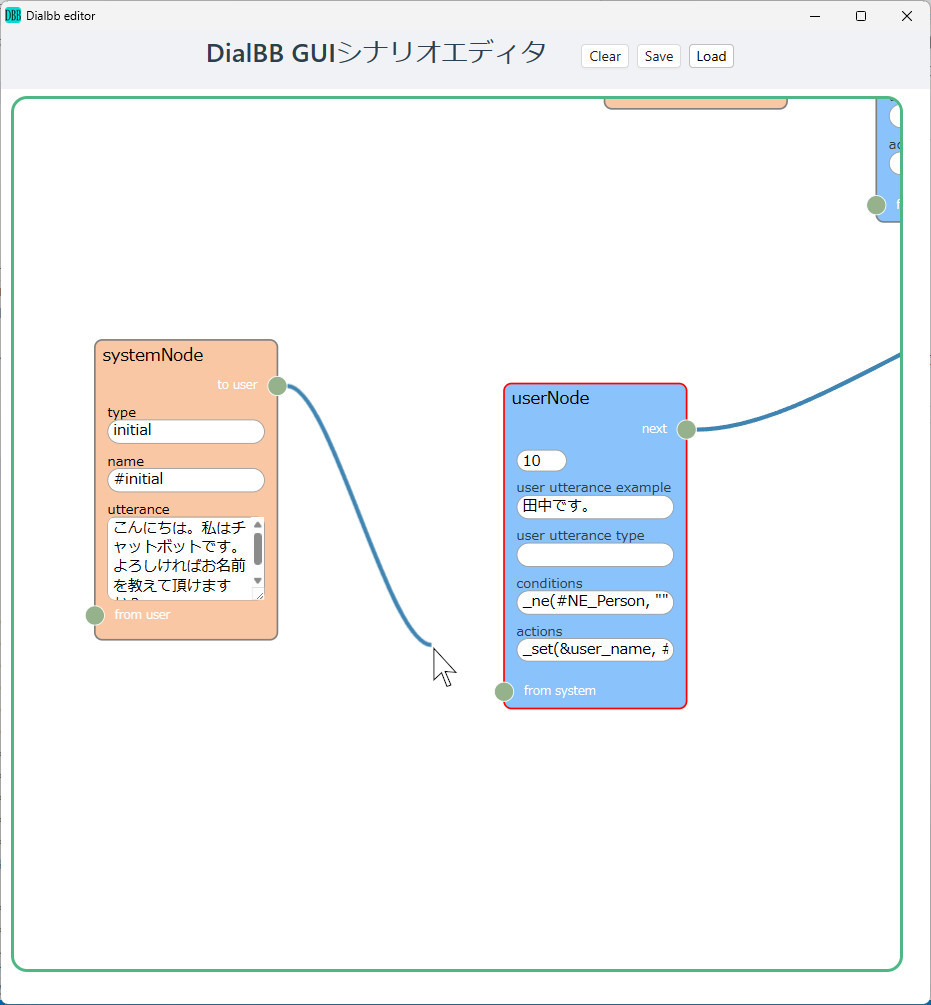 DBB Dialbb editor
DialBB GUIシナリオエディタ
Clear
Save
Load
systemNode
to user
type
initial
name
#initial
utterance
こんにちは。私はチ
ャットボットです。
よろしければお名前
を教えて頂けます
from user
userNode
next
10
user utterance example
田中です。
user utterance type
conditions
_ne(#NE_Person, ""
actions
_set(&user_name, #
from system